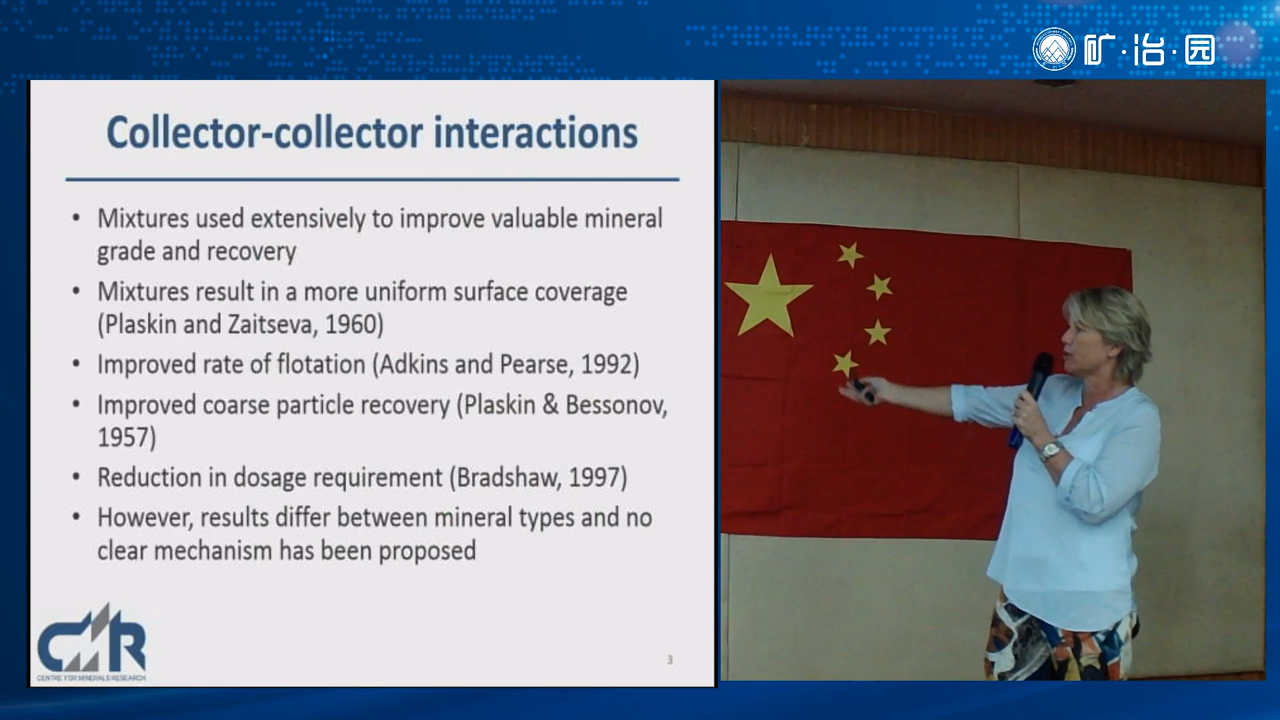 矿·冶·园
Collector-collector interactions
• Mixtures used extensively to improve valuable mineral
grade and recovery
• Mixtures result in a more uniform surface coverage
(Plaskin and Zaitseva, 1960)
• Improved rate of flotation (Adkins and Pearse, 1992)
• Improved coarse particle recovery (Plaskin & Bessonov,
1957)
• Reduction in dosage requirement (Bradshaw, 1997)
• However, results differ between mineral types and no
clear mechanism has been proposed
CMR
CENTRE FOR MINERALS RESEARCH
3